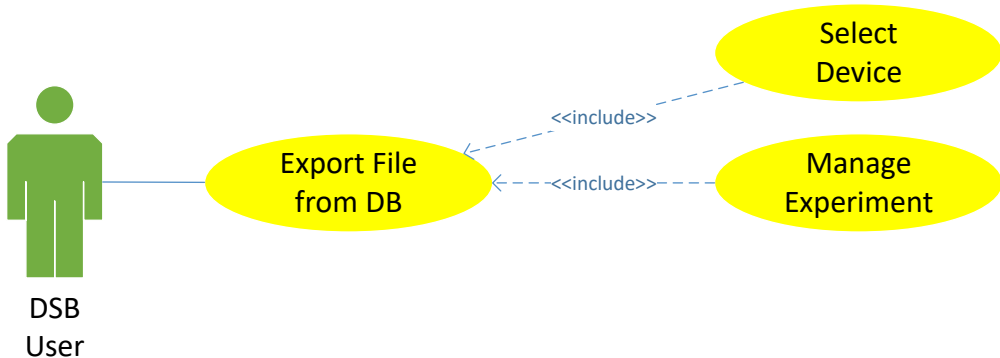 Select
Device
<<include>>
Export File
from DB
<<include>>
Manage
Experiment
DSB
User